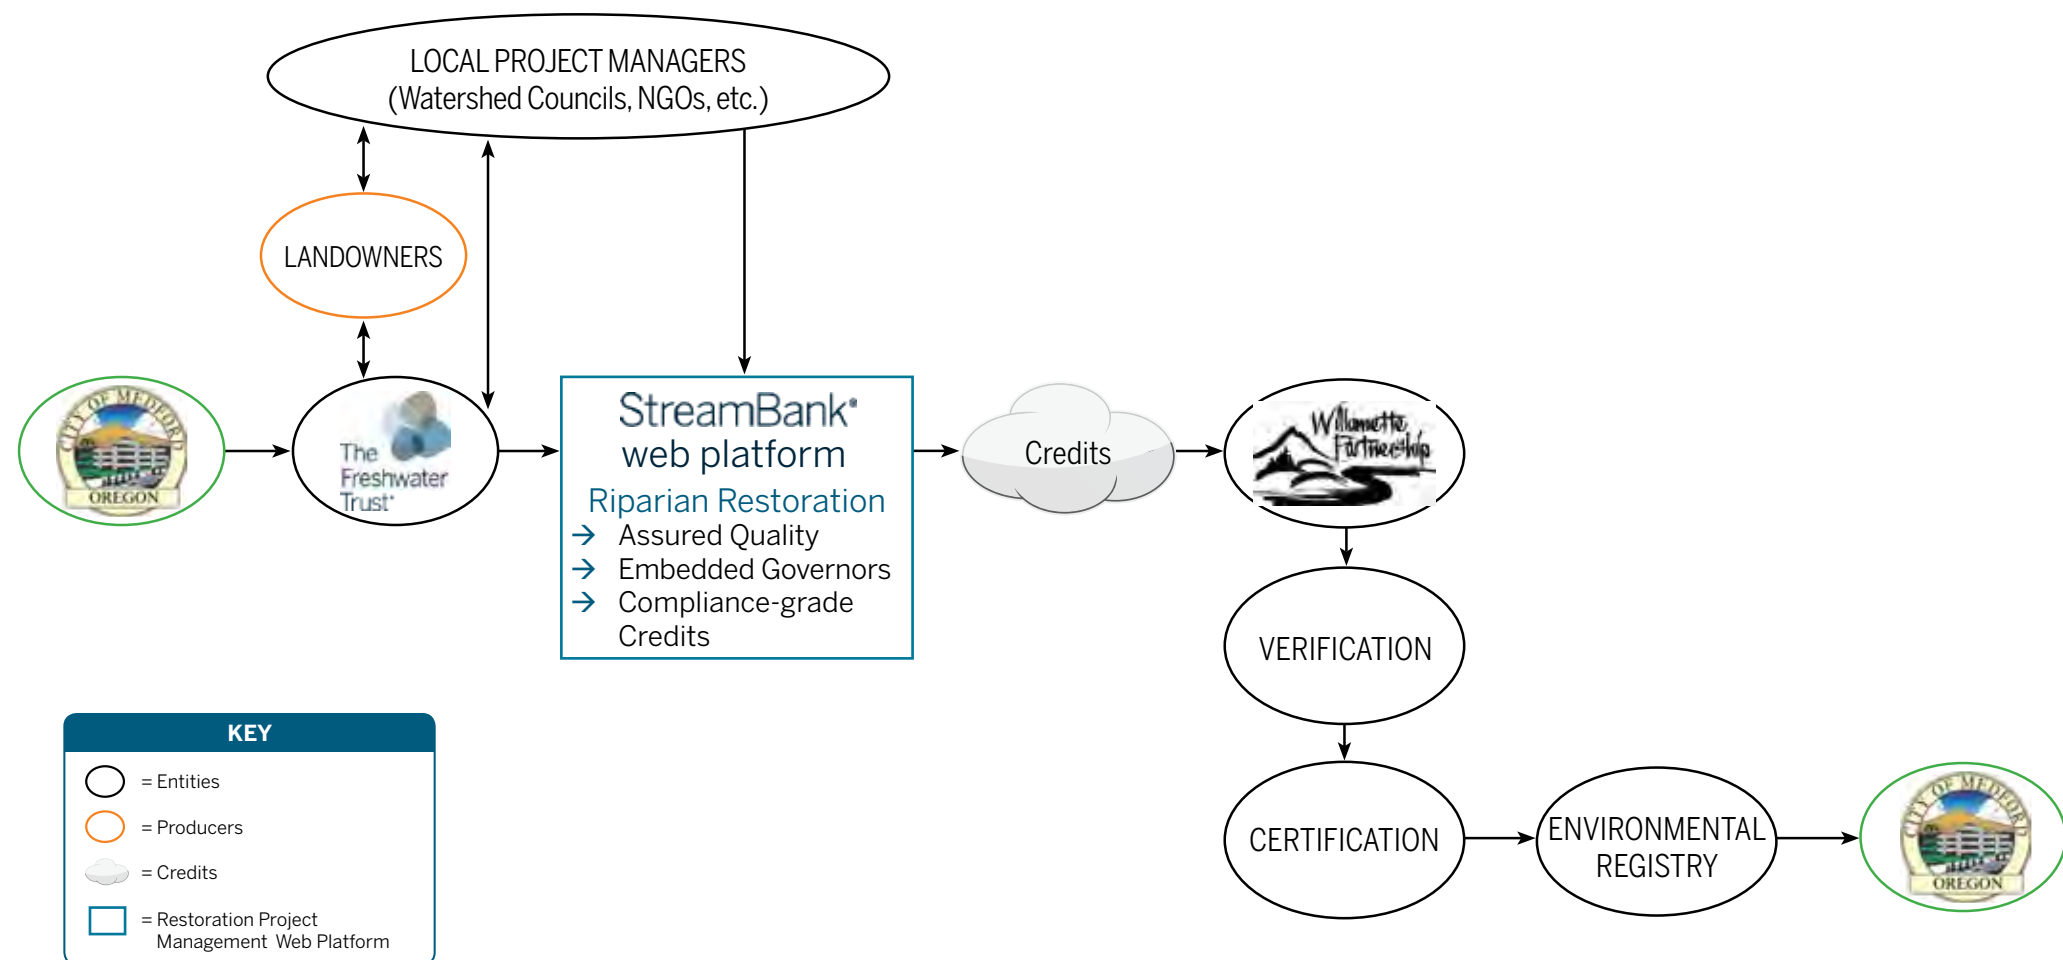 LOCAL PROJECT MANAGERS
(Watershed Councils, NGOs, etc.)
LANDOWNERS
CITY OF MEDFORD
OREGON
The
Freshwater
Trust®
StreamBank®
web platform
Riparian Restoration
→ Assured Quality
→ Embedded Governors
→ Compliance-grade
Credits
Credits
Willamette
Partnership
VERIFICATION
CERTIFICATION
ENVIRONMENTAL
REGISTRY
CITY OF MEDFORD
OREGON
KEY
= Entities
= Producers
= Credits
= Restoration Project
Management Web Platform